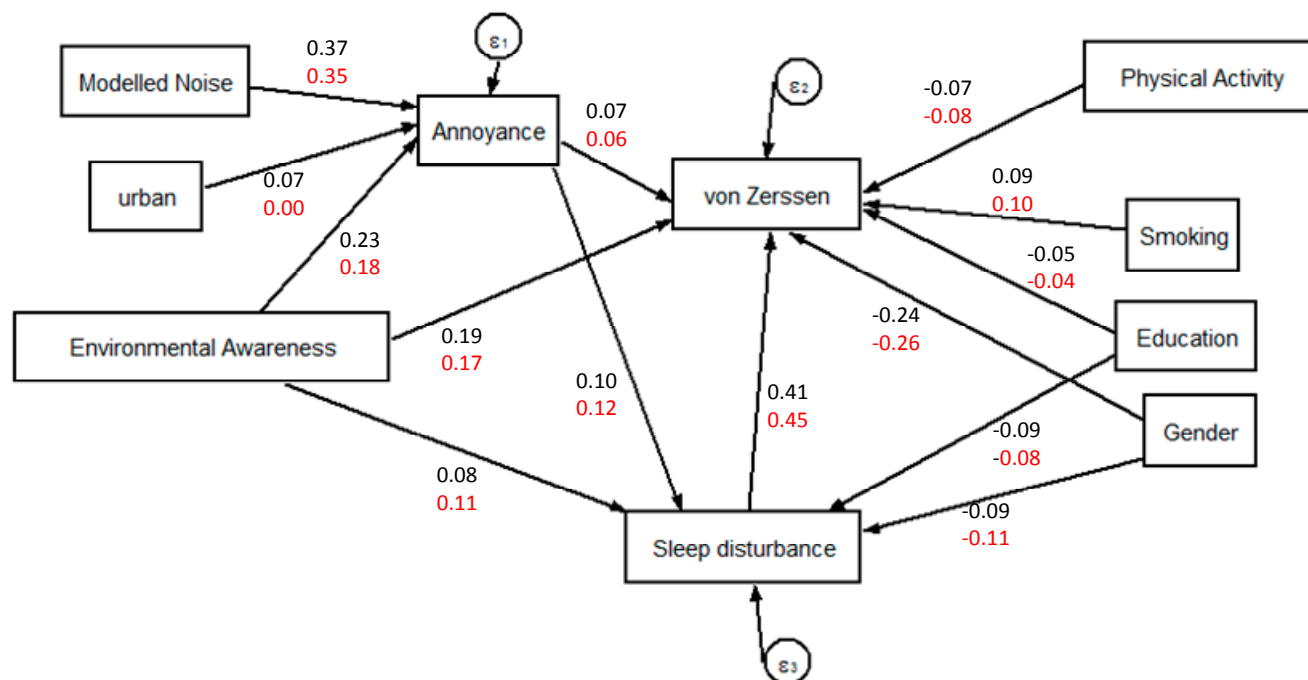 ε1
0.37
0.35
Modelled Noise
Annoyance
0.07
0.06
ε2
-0.07
-0.08
Physical Activity
urban
0.07
0.00
von Zerssen
0.09
0.10
Smoking
0.23
0.18
-0.05
-0.04
Environmental Awareness
0.19
0.17
-0.24
-0.26
Education
0.10
0.12
0.41
0.45
Gender
-0.09
-0.08
0.08
0.11
-0.09
-0.11
Sleep disturbance
ε3